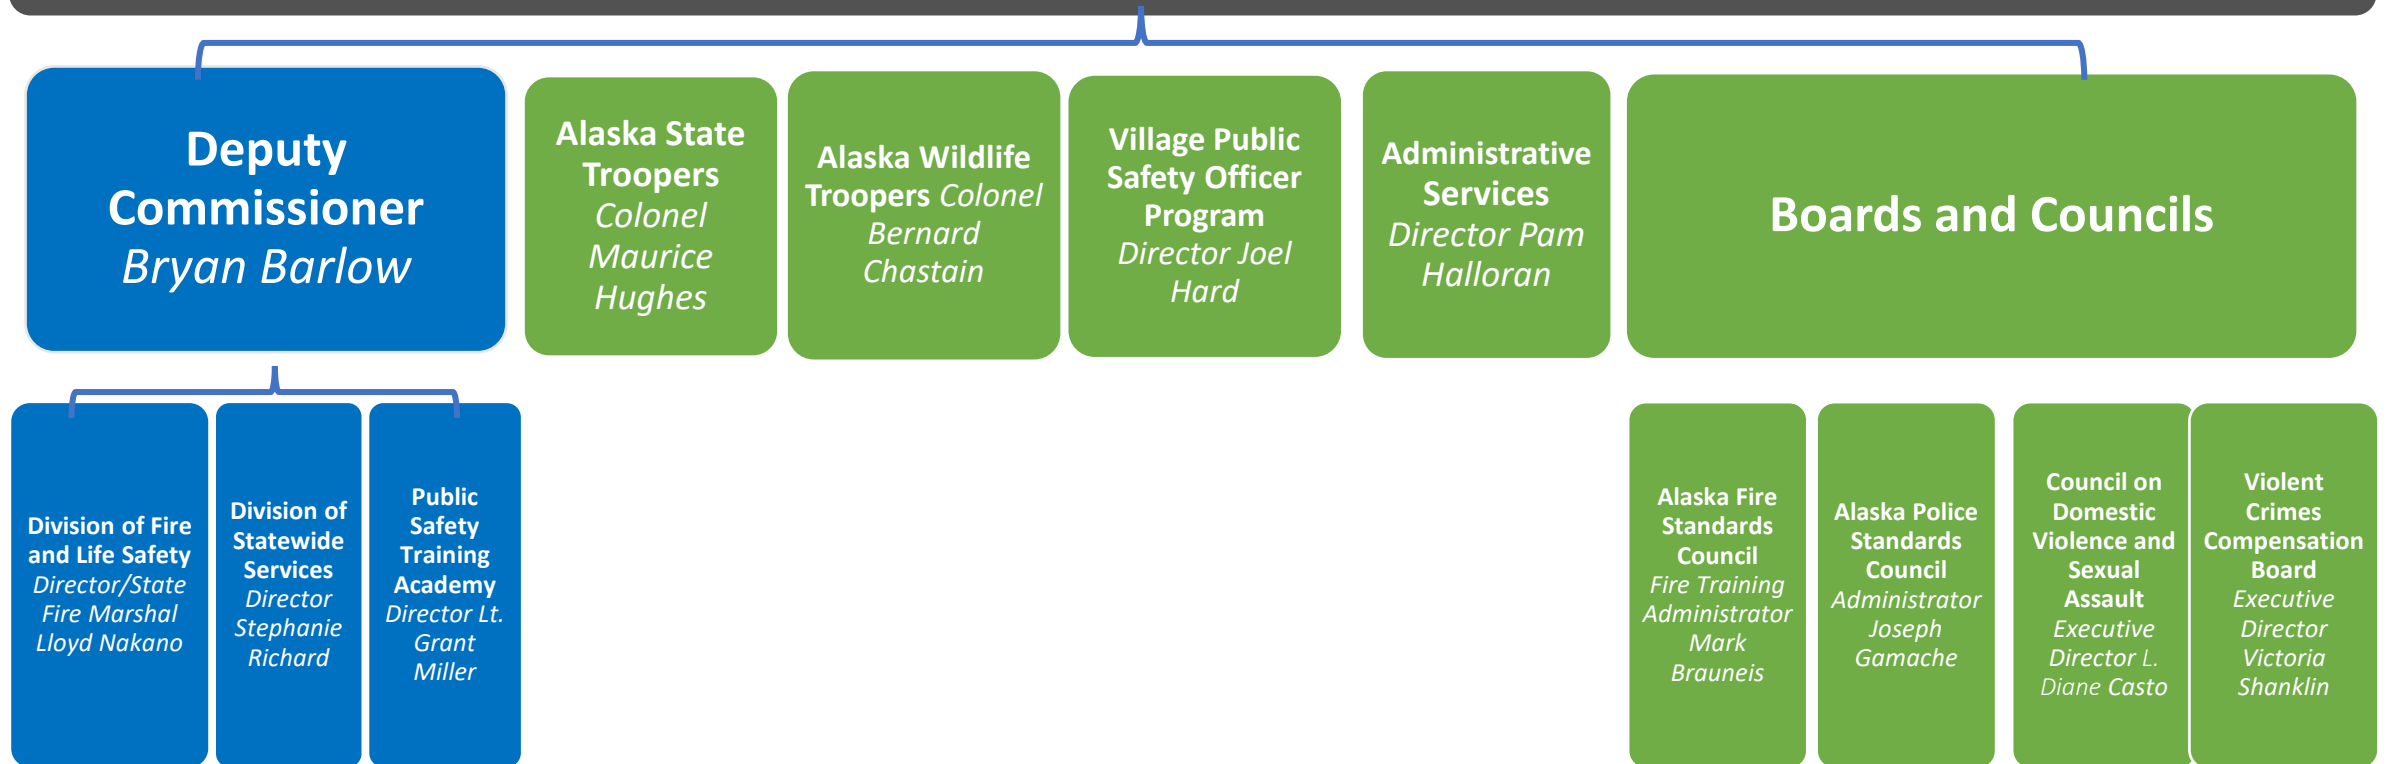 Deputy
Commissioner
Bryan Barlow
Alaska State
Troopers
Colonel
Maurice
Hughes
Alaska Wildlife
Troopers Colonel
Bernard
Chastain
Village Public
Safety Officer
Program
Director Joel
Hard
Administrative
Services
Director Pam
Halloran
Boards and Councils
Division of Fire
and Life Safety
Director/State
Fire Marshal
Lloyd Nakano
Division of
Statewide
Services
Director
Stephanie
Richard
Public
Safety
Training
Academy
Director Lt.
Grant
Miller
Alaska Fire
Standards
Council
Fire Training
Administrator
Mark
Brauneis
Alaska Police
Standards
Council
Administrator
Joseph
Gamache
Council on
Domestic
Violence and
Sexual
Assault
Executive
Director L.
Diane Casto
Violent
Crimes
Compensation
Board
Executive
Director
Victoria
Shanklin